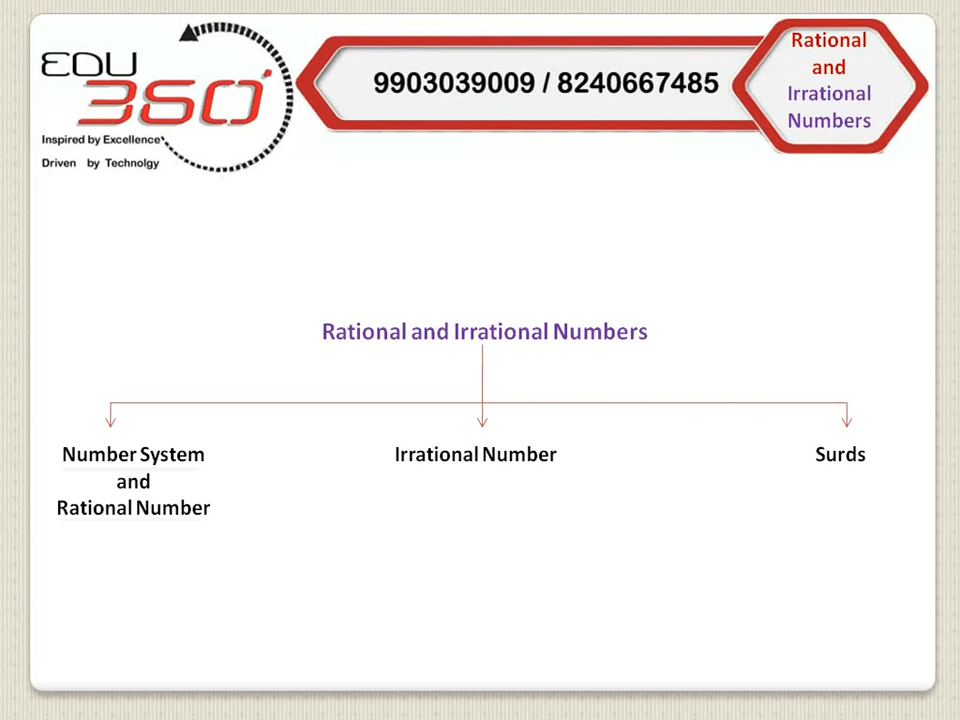 EDU
360°
Inspired by Excellence
Driven by Technolgy
9903039009 / 8240667485
Rational
and
Irrational
Numbers
Rational and Irrational Numbers
Number System
and
Rational Number
Irrational Number
Surds